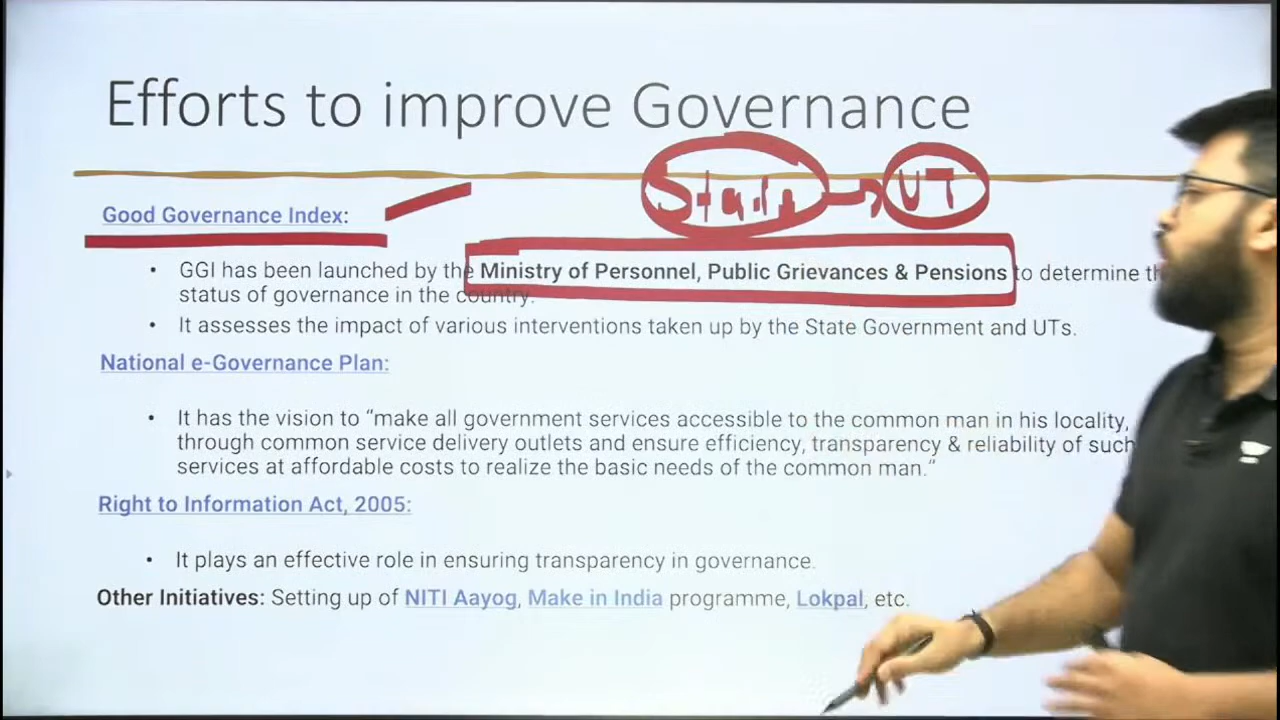 Efforts to improve Governance
UT
Good Governance Index:
• GGI has been launched by the Ministry of Personnel, Public Grievances & Pensions to determine th
status of governance in the country.
• It assesses the impact of various interventions taken up by the State Government and UTs.
National e-Governance Plan:
• It has the vision to “make all government services accessible to the common man in his locality,
through common service delivery outlets and ensure efficiency, transparency & reliability of such
services at affordable costs to realize the basic needs of the common man.”
Right to Information Act, 2005:
• It plays an effective role in ensuring transparency in governance.
Other Initiatives: Setting up of NITI Aayog, Make in India programme, Lokpal, etc.